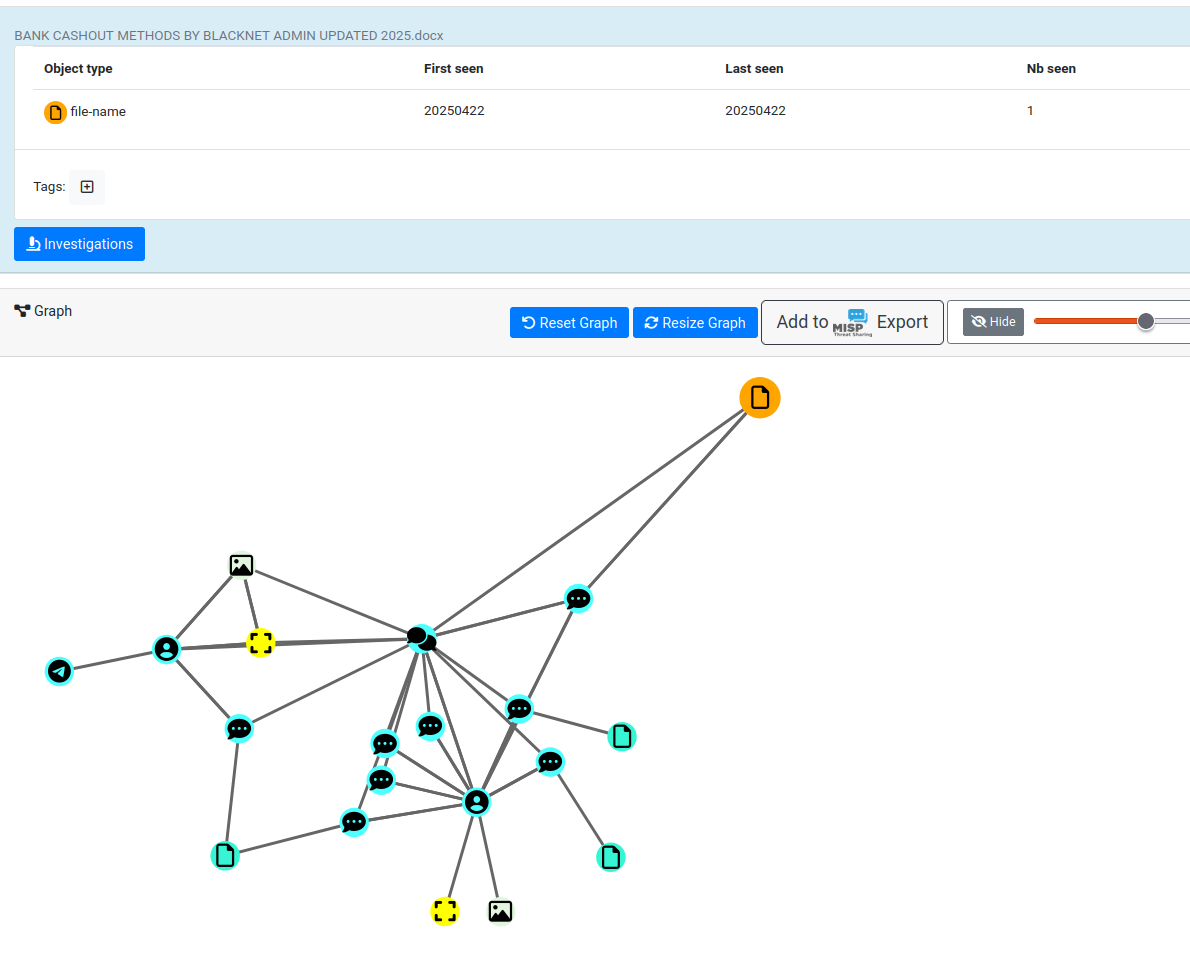 BANK CASHOUT METHODS BY BLACKNET ADMIN UPDATED 2025.docx
Object type First seen Last seen Nb seen
file-name 20250422 20250422 1
Tags:
Investigations
Graph
Reset Graph Resize Graph Add to MISP Threat Sharing Export Hide